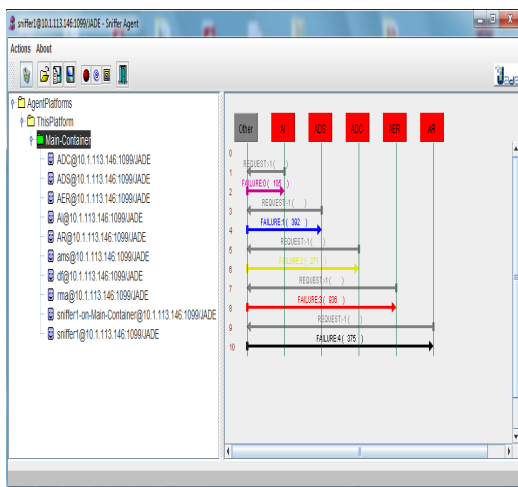 sniffer1@10.1.113.146:1099/JADE - Sniffer Agent
Actions About
Jade
AgentPlatforms
ThisPlatform
Main-Container
ADC@10.1.113.146:1099/JADE
ADS@10.1.113.146:1099/JADE
AER@10.1.113.146:1099/JADE
AI@10.1.113.146:1099/JADE
AR@10.1.113.146:1099/JADE
ams@10.1.113.146:1099/JADE
df@10.1.113.146:1099/JADE
rma@10.1.113.146:1099/JADE
sniffer1-on-Main-Container@10.1.113.146:1099/JADE
sniffer1@10.1.113.146:1099/JADE
Other AI ADS ADC AER AR
0
1 REQUEST:-1 ( )
2 FAILURE:0 ( 105 )
3 REQUEST:-1 ( )
4 FAILURE:1 ( 392 )
5 REQUEST:-1 ( )
6 FAILURE:2 ( 271 )
7 REQUEST:-1 ( )
8 FAILURE:3 ( 606 )
9 REQUEST:-1 ( )
10 FAILURE:4 ( 375 )